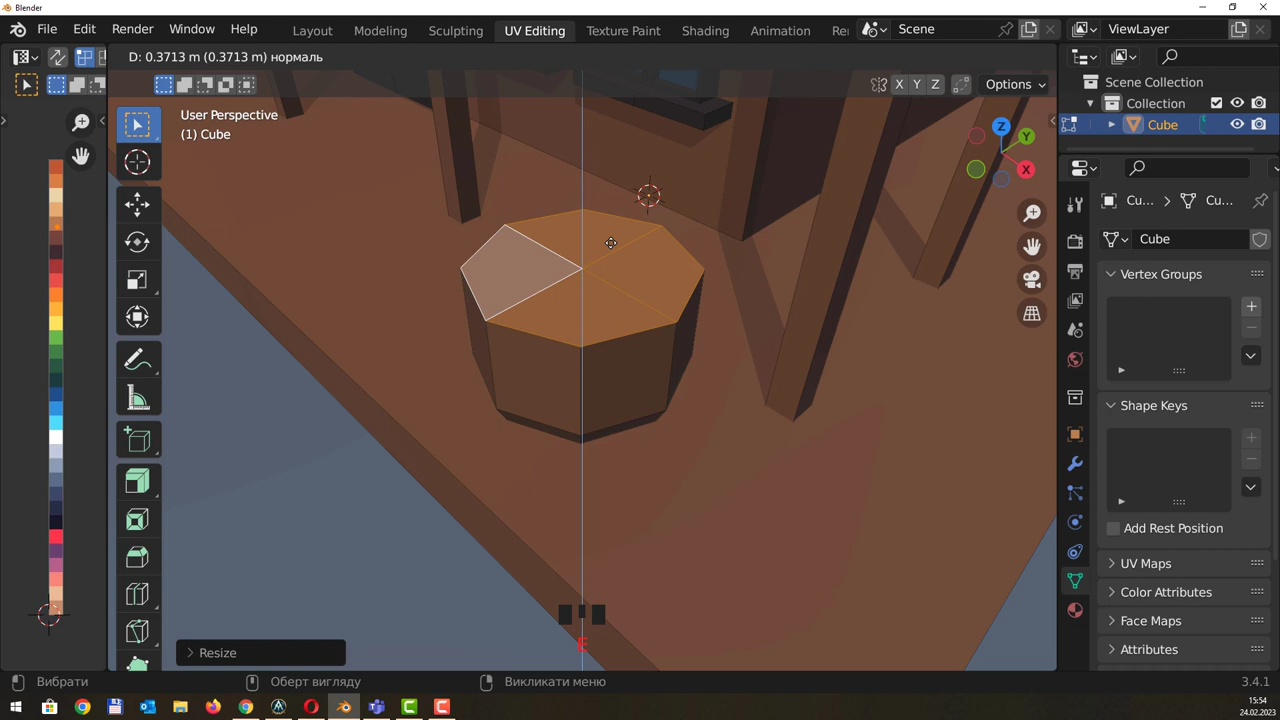 Blender
File Edit Render Window Help
Layout Modeling Sculpting UV Editing Texture Paint Shading Animation Re
Scene
ViewLayer
D: 0.3713 m (0.3713 m) нормаль
X Y Z Options
User Perspective
(1) Cube
Z Y X
Scene Collection
Collection
Cube
Cu... Cu...
Cube
Vertex Groups
Shape Keys
Add Rest Position
UV Maps
Color Attributes
Face Maps
Attributes
E
Resize
Вибрати Оберт вигляду Викликати меню 3.4.1
15:54
24.02.2023